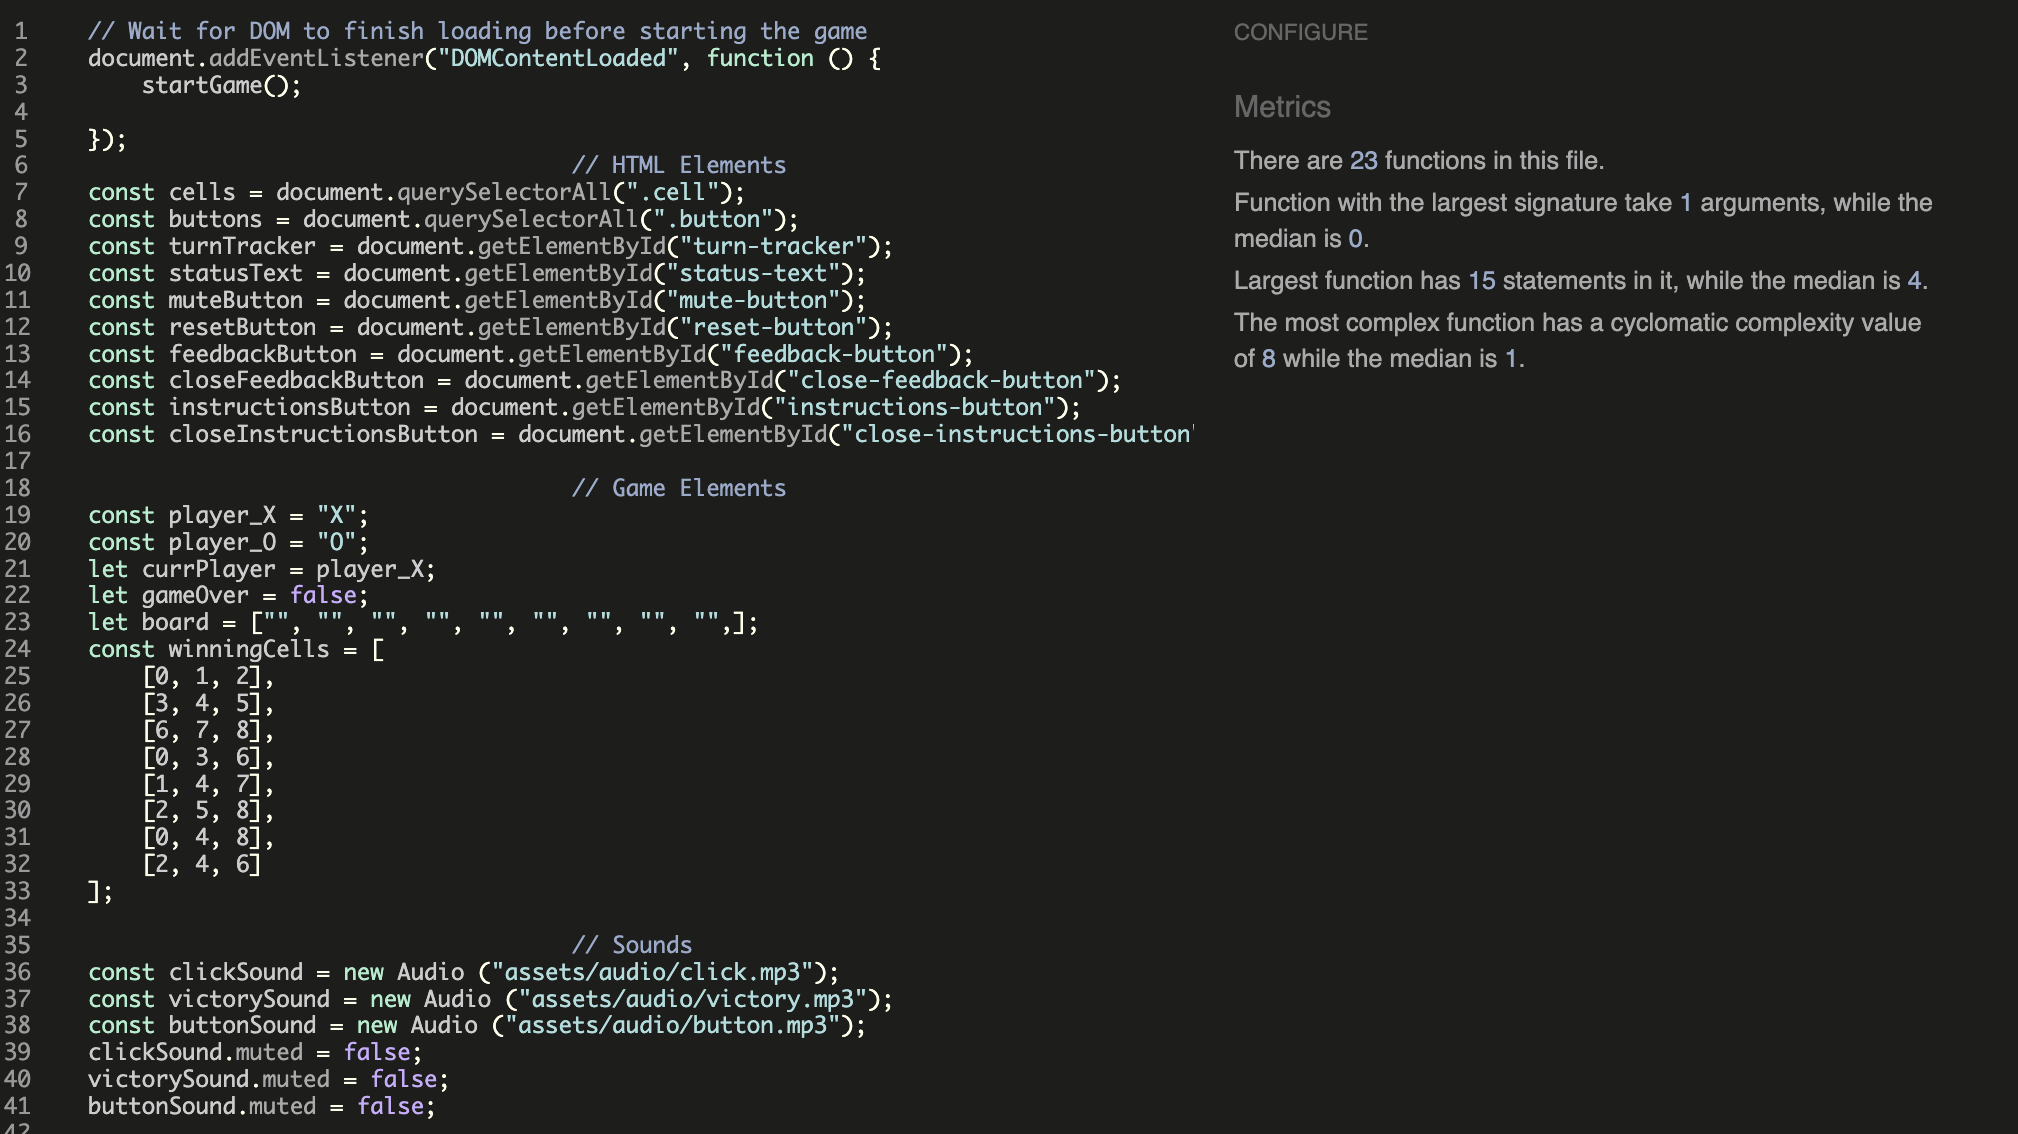 1 // Wait for DOM to finish loading before starting the game
2 document.addEventListener("DOMContentLoaded", function () {
3     startGame();
4
5 });
6                                     // HTML Elements
7 const cells = document.querySelectorAll(".cell");
8 const buttons = document.querySelectorAll(".button");
9 const turnTracker = document.getElementById("turn-tracker");
10 const statusText = document.getElementById("status-text");
11 const muteButton = document.getElementById("mute-button");
12 const resetButton = document.getElementById("reset-button");
13 const feedbackButton = document.getElementById("feedback-button");
14 const closeFeedbackButton = document.getElementById("close-feedback-button");
15 const instructionsButton = document.getElementById("instructions-button");
16 const closeInstructionsButton = document.getElementById("close-instructions-button"
17
18                                     // Game Elements
19 const player_X = "X";
20 const player_O = "O";
21 let currPlayer = player_X;
22 let gameOver = false;
23 let board = ["", "", "", "", "", "", "", "", "",];
24 const winningCells = [
25     [0, 1, 2],
26     [3, 4, 5],
27     [6, 7, 8],
28     [0, 3, 6],
29     [1, 4, 7],
30     [2, 5, 8],
31     [0, 4, 8],
32     [2, 4, 6]
33 ];
34
35                                     // Sounds
36 const clickSound = new Audio ("assets/audio/click.mp3");
37 const victorySound = new Audio ("assets/audio/victory.mp3");
38 const buttonSound = new Audio ("assets/audio/button.mp3");
39 clickSound.muted = false;
40 victorySound.muted = false;
41 buttonSound.muted = false;
42
CONFIGURE
Metrics
There are 23 functions in this file.
Function with the largest signature take 1 arguments, while the
median is 0.
Largest function has 15 statements in it, while the median is 4.
The most complex function has a cyclomatic complexity value
of 8 while the median is 1.